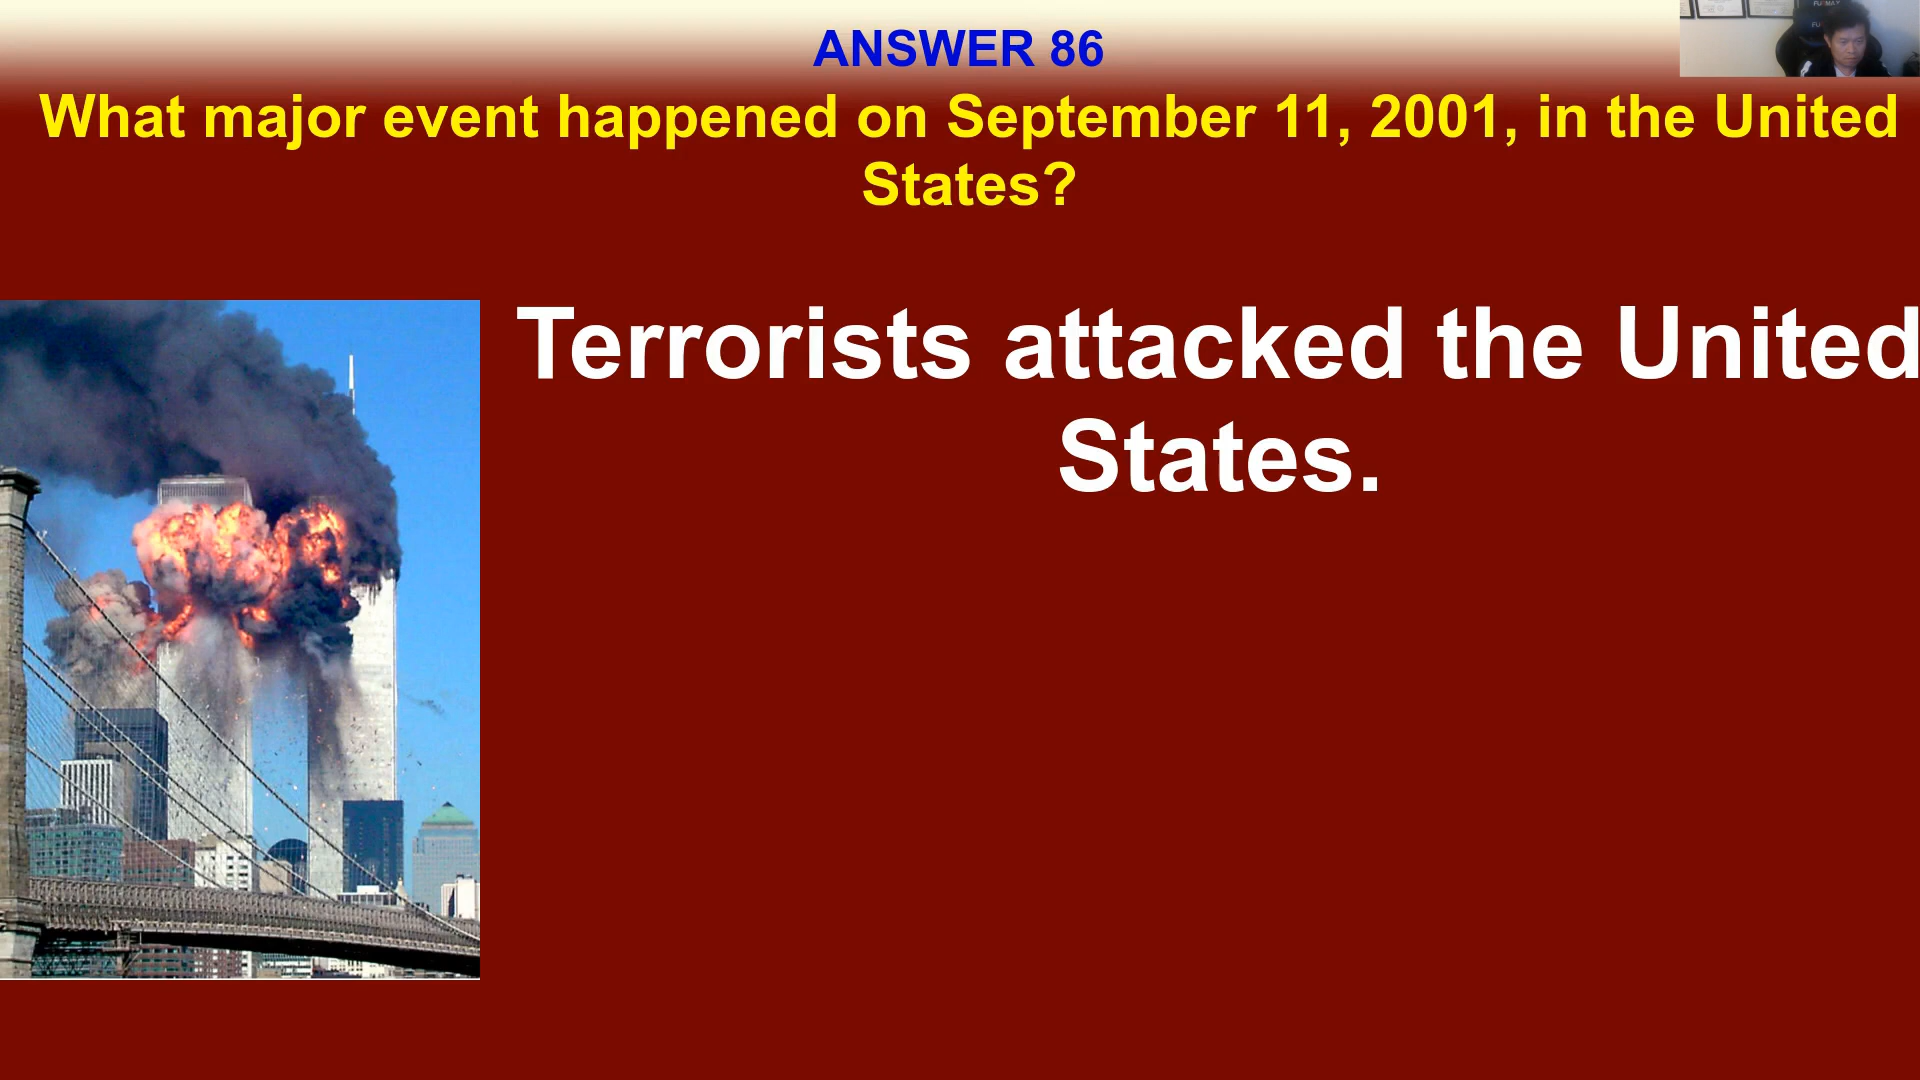 ANSWER 86
What major event happened on September 11, 2001, in the United
States?
Terrorists attacked the United
States.